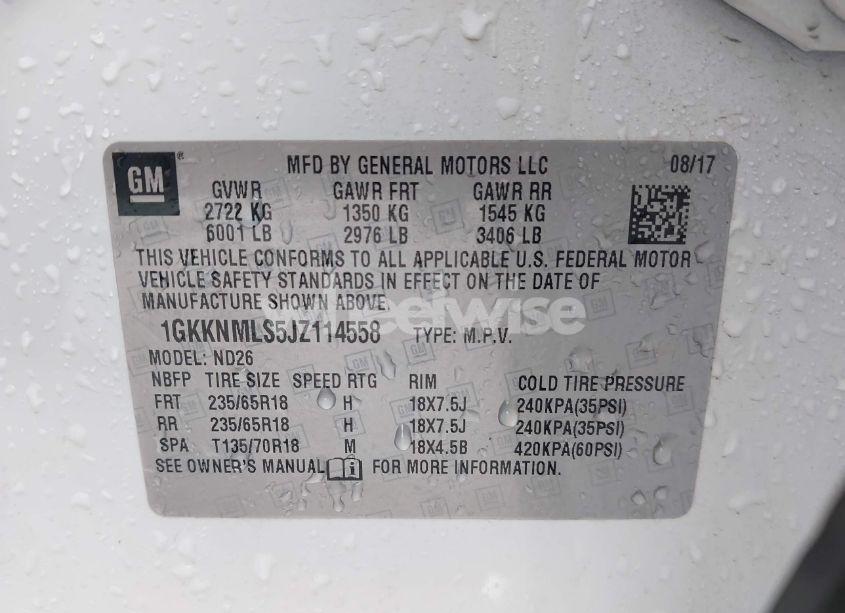 GM
MFD BY GENERAL MOTORS LLC 08/17
GVWR GAWR FRT GAWR RR
2722 KG 1350 KG 1545 KG
6001 LB 2976 LB 3406 LB
THIS VEHICLE CONFORMS TO ALL APPLICABLE U.S. FEDERAL MOTOR
VEHICLE SAFETY STANDARDS IN EFFECT ON THE DATE OF
MANUFACTURE SHOWN ABOVE.
wheelwise
1GKKNMLS5JZ114558 TYPE: M.P.V.
MODEL: ND26
NBFP TIRE SIZE SPEED RTG RIM COLD TIRE PRESSURE
FRT 235/65R18 H 18X7.5J 240KPA(35PSI)
RR 235/65R18 H 18X7.5J 240KPA(35PSI)
SPA T135/70R18 M 18X4.5B 420KPA(60PSI)
SEE OWNER'S MANUAL FOR MORE INFORMATION.